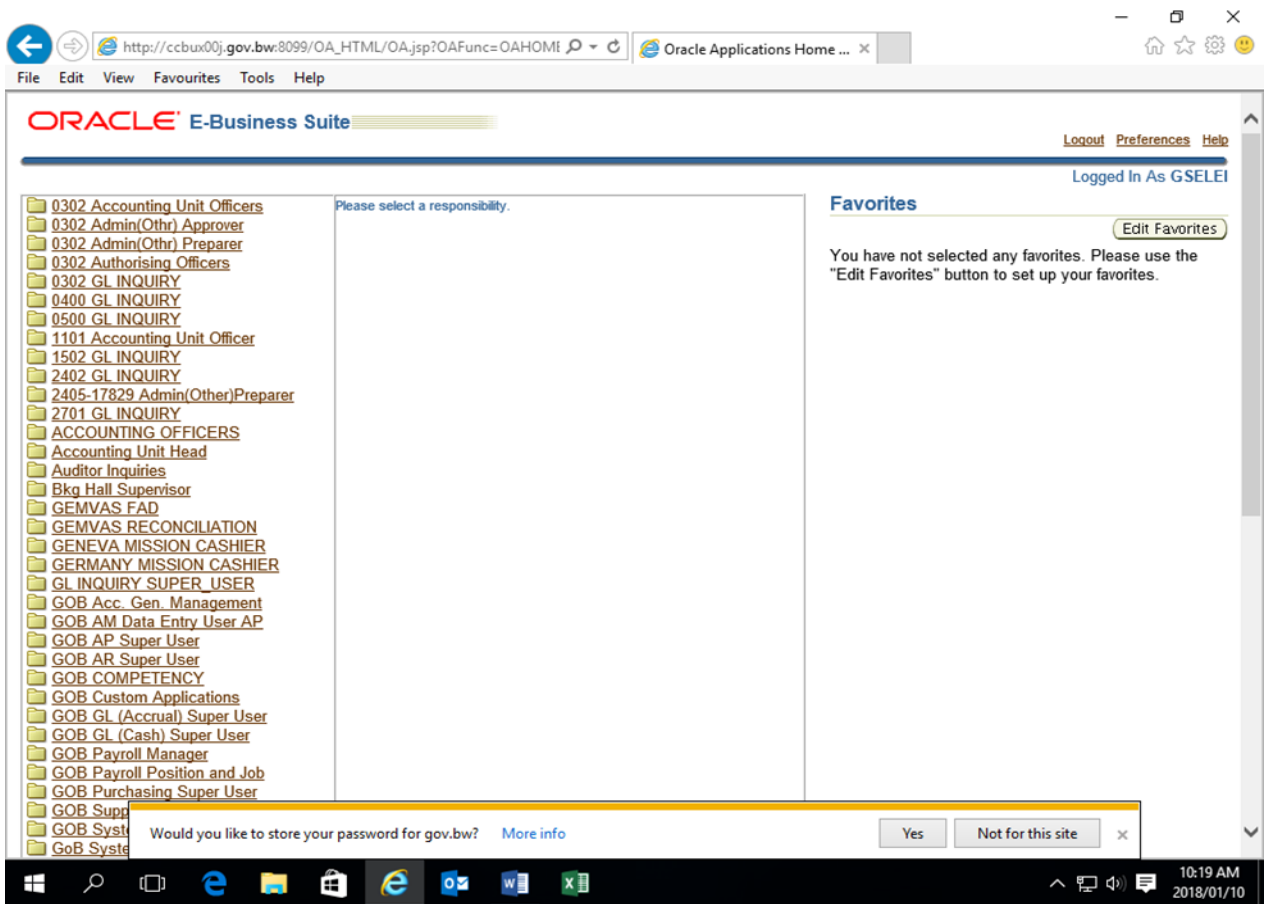 http://ccbux00j.gov.bw:8099/OA_HTML/OA.jsp?OAFunc=OAHOME
Oracle Applications Home ...
File Edit View Favourites Tools Help
ORACLE E-Business Suite
Logout Preferences Help
Logged In As GSELEI
0302 Accounting Unit Officers
0302 Admin(Othr) Approver
0302 Admin(Othr) Preparer
0302 Authorising Officers
0302 GL INQUIRY
0400 GL INQUIRY
0500 GL INQUIRY
1101 Accounting Unit Officer
1502 GL INQUIRY
2402 GL INQUIRY
2405-17829 Admin(Other)Preparer
2701 GL INQUIRY
ACCOUNTING OFFICERS
Accounting Unit Head
Auditor Inquiries
Bkg Hall Supervisor
GEMVAS FAD
GEMVAS RECONCILIATION
GENEVA MISSION CASHIER
GERMANY MISSION CASHIER
GL INQUIRY SUPER_USER
GOB Acc. Gen. Management
GOB AM Data Entry User AP
GOB AP Super User
GOB AR Super User
GOB COMPETENCY
GOB Custom Applications
GOB GL (Accrual) Super User
GOB GL (Cash) Super User
GOB Payroll Manager
GOB Payroll Position and Job
GOB Purchasing Super User
GOB Supp
GOB Syste
GoB Syste
Please select a responsibility.
Favorites
Edit Favorites
You have not selected any favorites. Please use the
"Edit Favorites" button to set up your favorites.
Would you like to store your password for gov.bw? More info Yes Not for this site
10:19 AM
2018/01/10